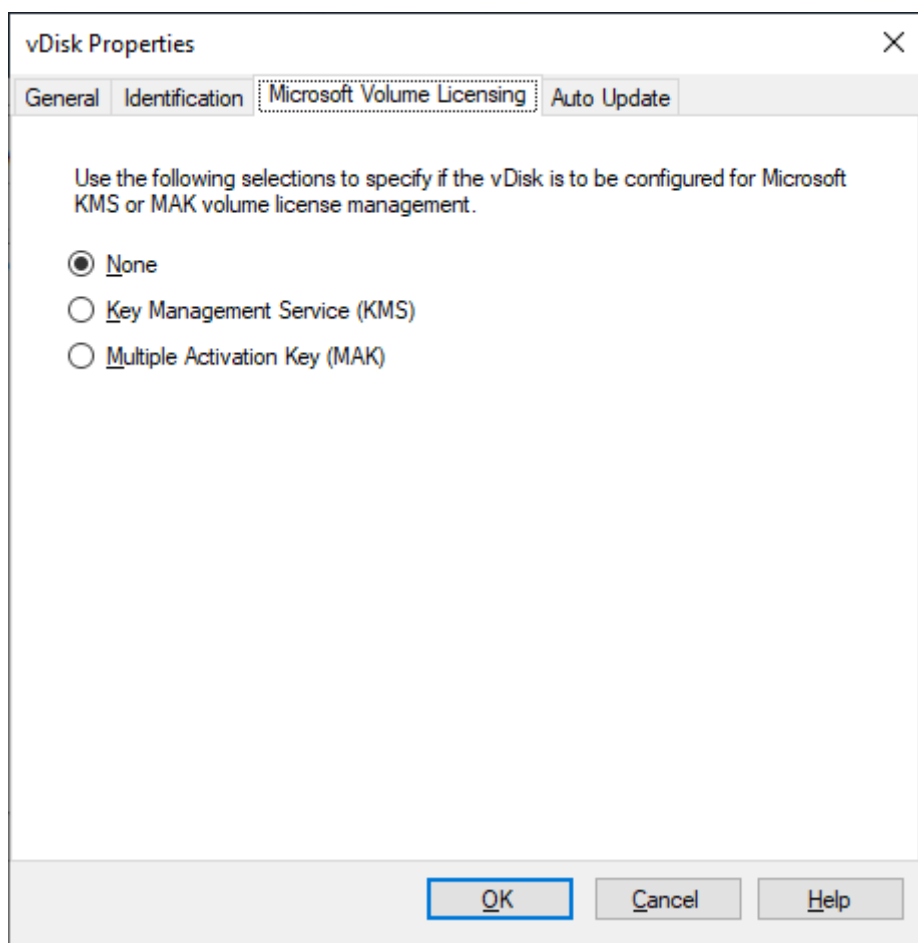 vDisk Properties
General Identification Microsoft Volume Licensing Auto Update
Use the following selections to specify if the vDisk is to be configured for Microsoft
KMS or MAK volume license management.
None
Key Management Service (KMS)
Multiple Activation Key (MAK)
OK Cancel Help